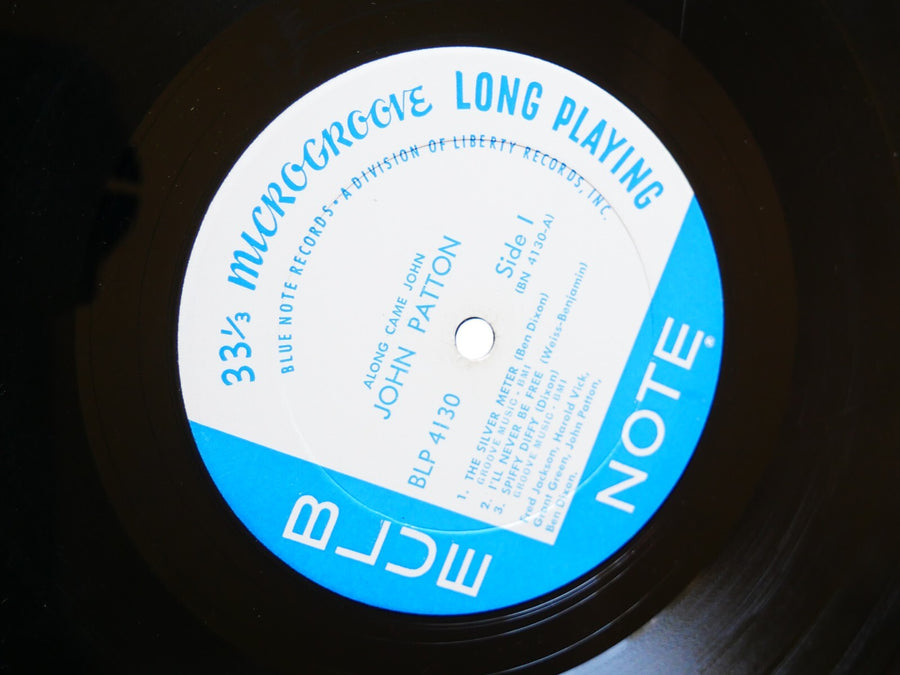 33⅓ MICROGROOVE LONG PLAYING
BLUE NOTE RECORDS • A DIVISION OF LIBERTY RECORDS, INC.
ALONG CAME JOHN
JOHN PATTON
BLP 4130
Side 1
(BN 4130-A)
1. THE SILVER METER (Ben Dixon)
GROOVE MUSIC - BMI
2. I'LL NEVER BE FREE (Weiss-Benjamin)
3. SPIFFY DIFFY (Dixon)
GROOVE MUSIC - BMI
Fred Jackson, Harold Vick,
Grant Green, John Patton,
Ben Dixon.
BLUE NOTE®